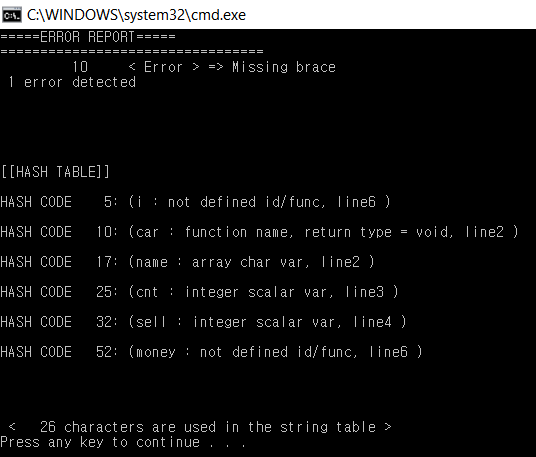 C:\WINDOWS\system32\cmd.exe
=====ERROR REPORT=====
=================================
10 < Error > => Missing brace
1 error detected
[[HASH TABLE]]
HASH CODE 5: (i : not defined id/func, line6 )
HASH CODE 10: (car : function name, return type = void, line2 )
HASH CODE 17: (name : array char var, line2 )
HASH CODE 25: (cnt : integer scalar var, line3 )
HASH CODE 32: (sell : integer scalar var, line4 )
HASH CODE 52: (money : not defined id/func, line6 )
< 26 characters are used in the string table >
Press any key to continue . . .